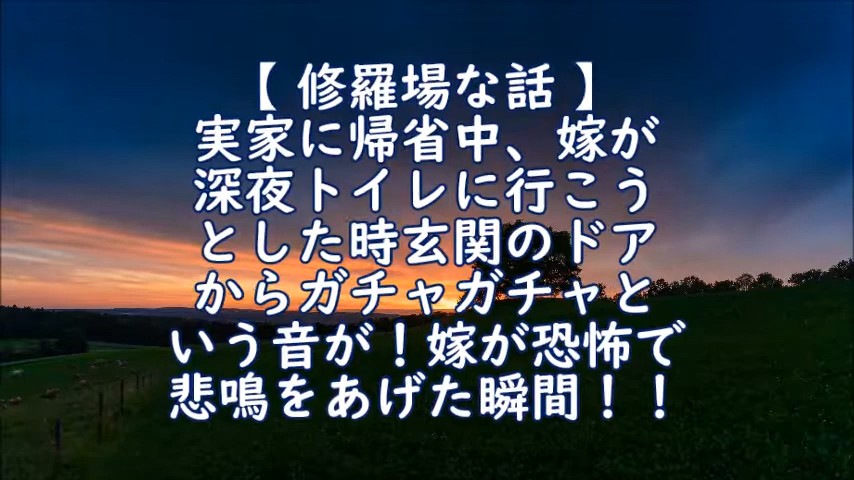 【 修羅場な話 】
実家に帰省中、嫁が
深夜トイレに行こう
とした時玄関のドア
からガチャガチャと
いう音が！嫁が恐怖で
悲鳴をあげた瞬間！！